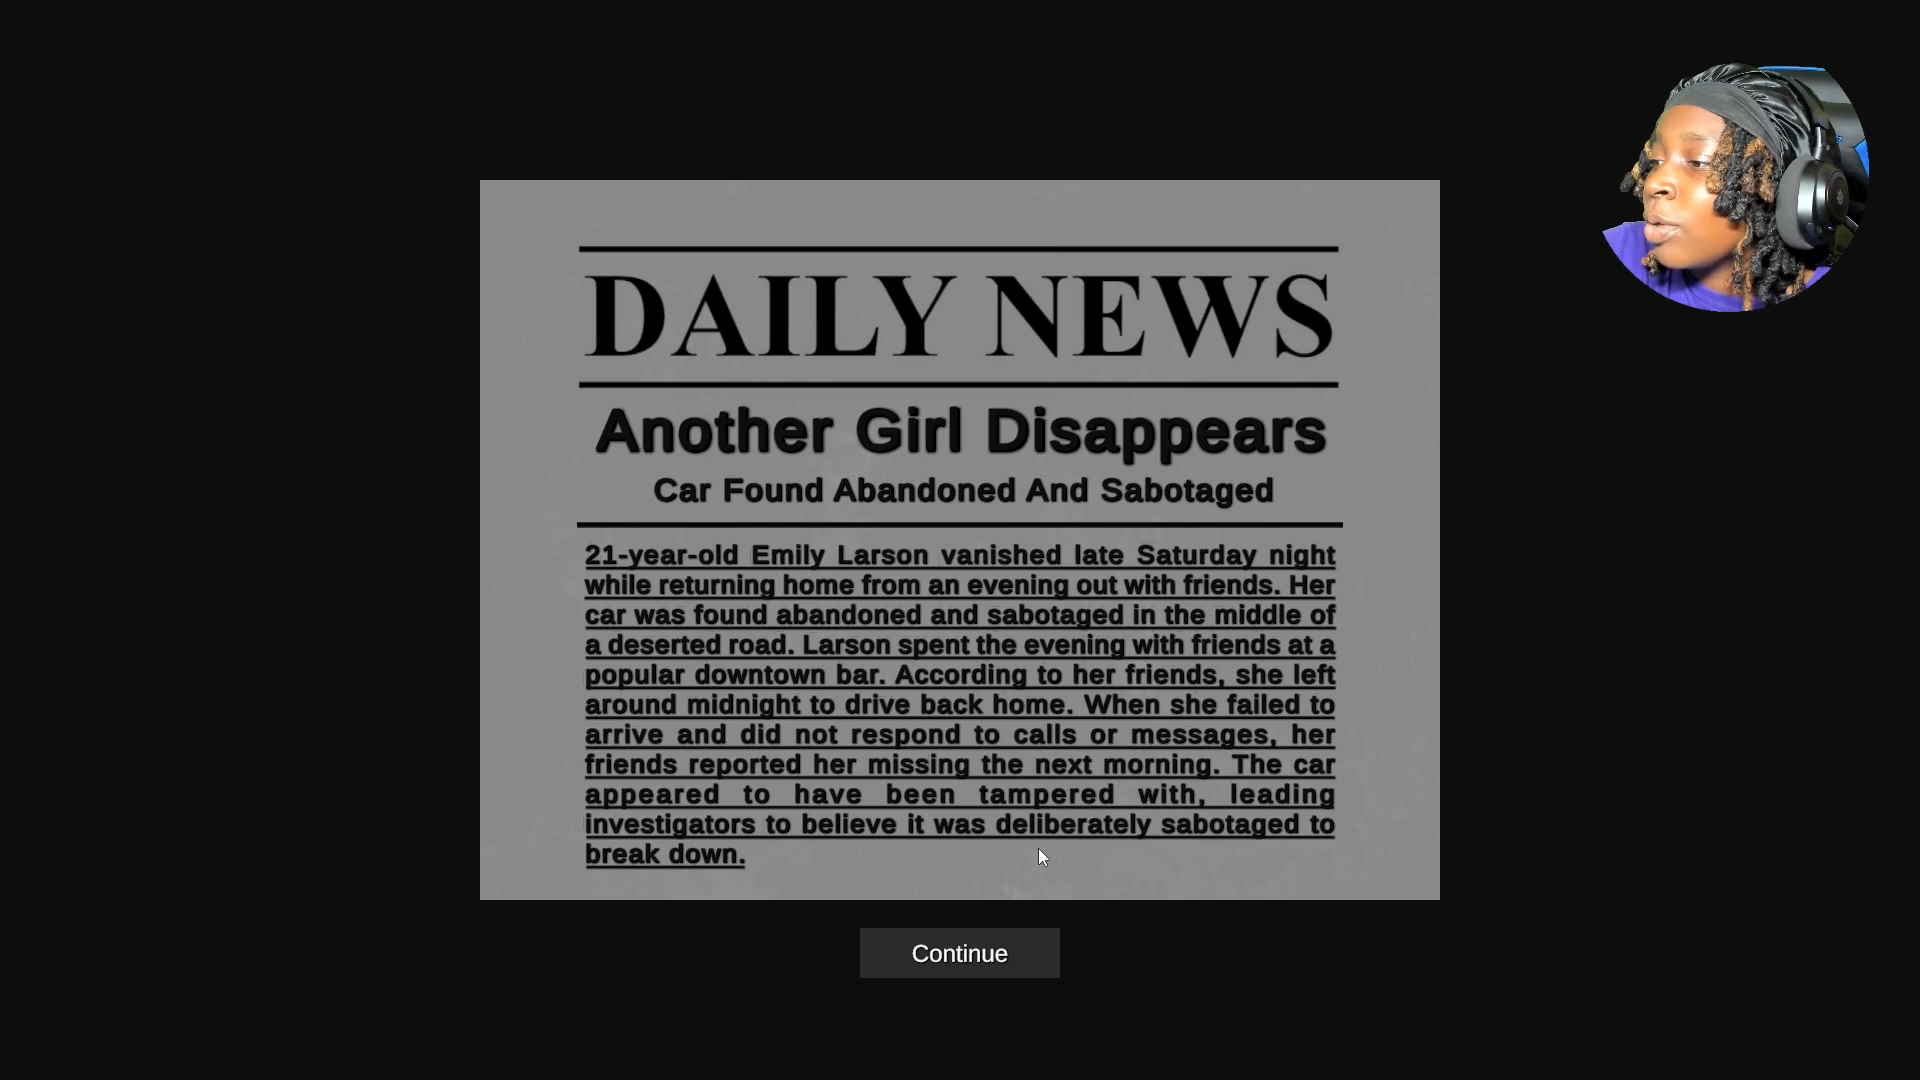 DAILY NEWS
Another Girl Disappears
Car Found Abandoned And Sabotaged
21-year-old Emily Larson vanished late Saturday night
while returning home from an evening out with friends. Her
car was found abandoned and sabotaged in the middle of
a deserted road. Larson spent the evening with friends at a
popular downtown bar. According to her friends, she left
around midnight to drive back home. When she failed to
arrive and did not respond to calls or messages, her
friends reported her missing the next morning. The car
appeared to have been tampered with, leading
investigators to believe it was deliberately sabotaged to
break down.
Continue